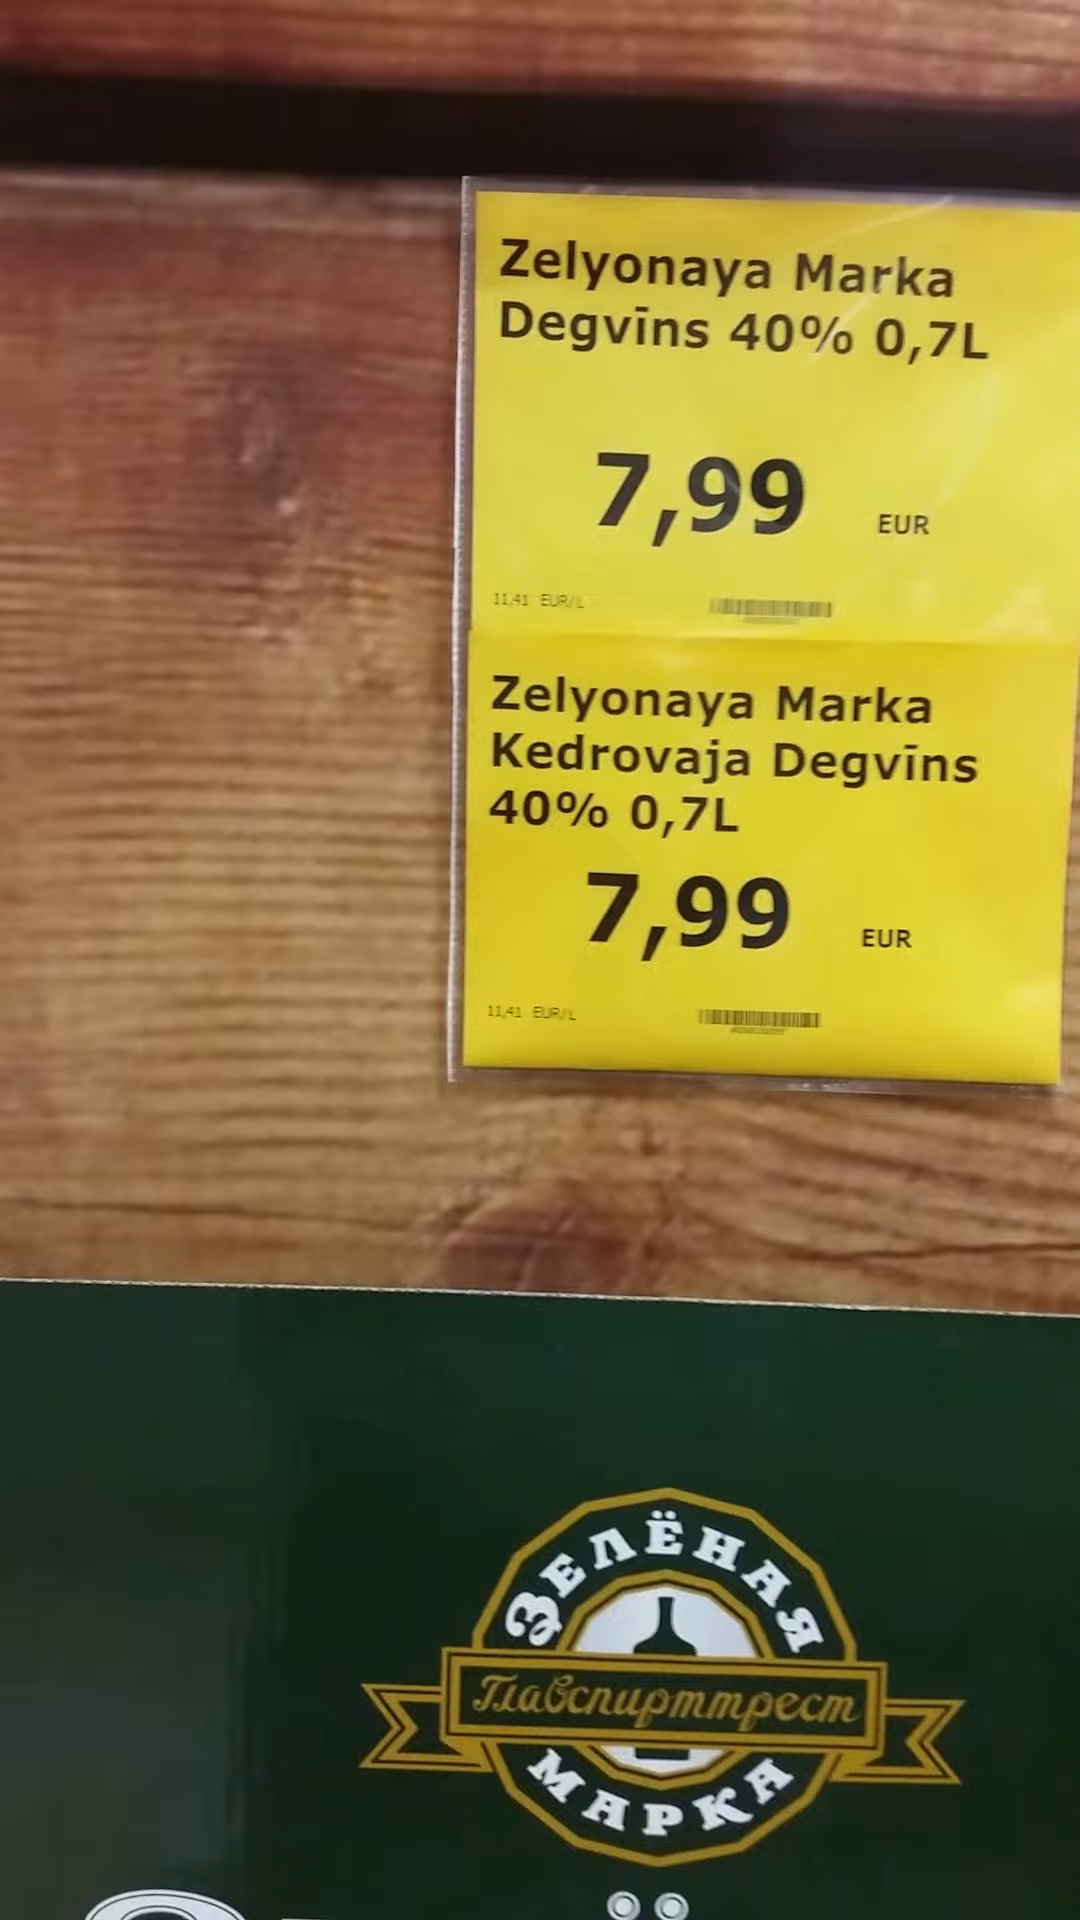 Zelyonaya Marka
Degvīns 40% 0,7L
7,99 EUR
11,41 EUR/L
Zelyonaya Marka
Kedrovaja Degvīns
40% 0,7L
7,99 EUR
11,41 EUR/L
ЗЕЛЁНАЯ
Главспирттрест
МАРКА